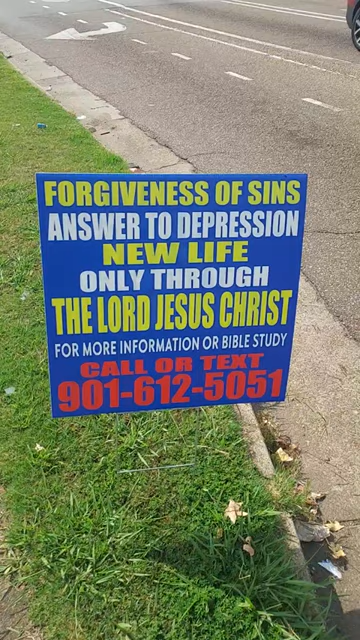 FORGIVENESS OF SINS
ANSWER TO DEPRESSION
NEW LIFE
ONLY THROUGH
THE LORD JESUS CHRIST
FOR MORE INFORMATION OR BIBLE STUDY
CALL OR TEXT
901-612-5051